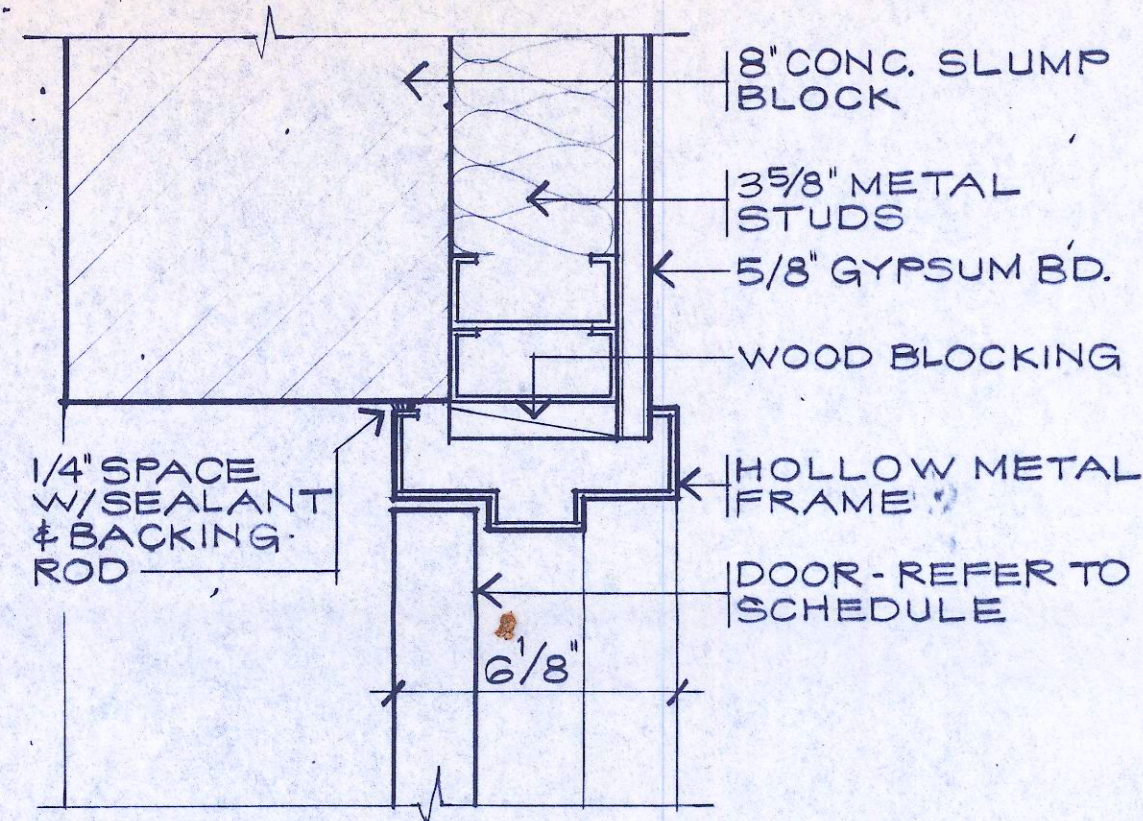 8" CONC. SLUMP
BLOCK
3 5/8" METAL
STUDS
5/8" GYPSUM B'D.
WOOD BLOCKING
HOLLOW METAL
FRAME
DOOR - REFER TO
SCHEDULE
1/4" SPACE
W/ SEALANT
& BACKING
ROD
6 1/8"